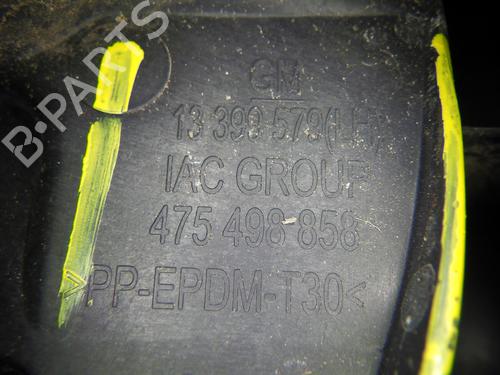 B-PARTS
GM
13 399 579(LH)
IAC GROUP
475 498 858
>PP-EPDM-T30<